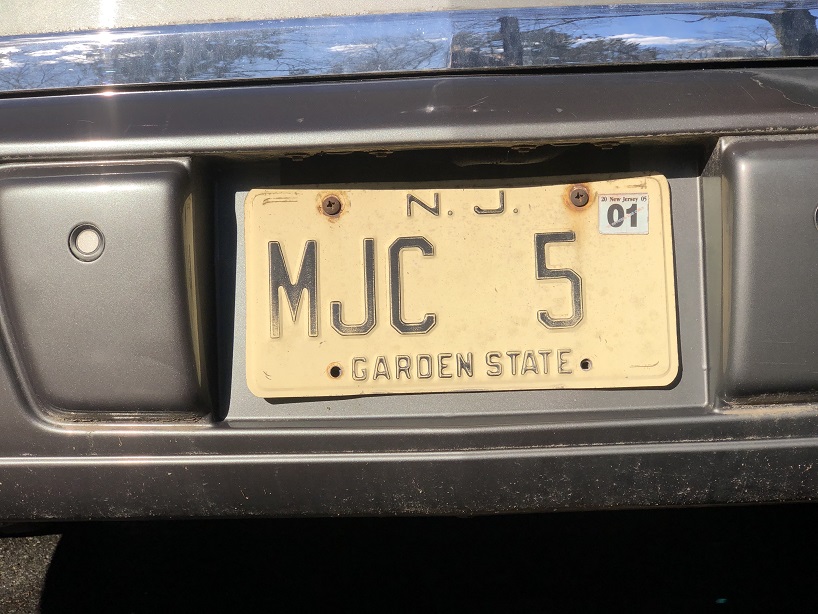 N. J.
20 New Jersey 05
01
MJC 5
GARDEN STATE